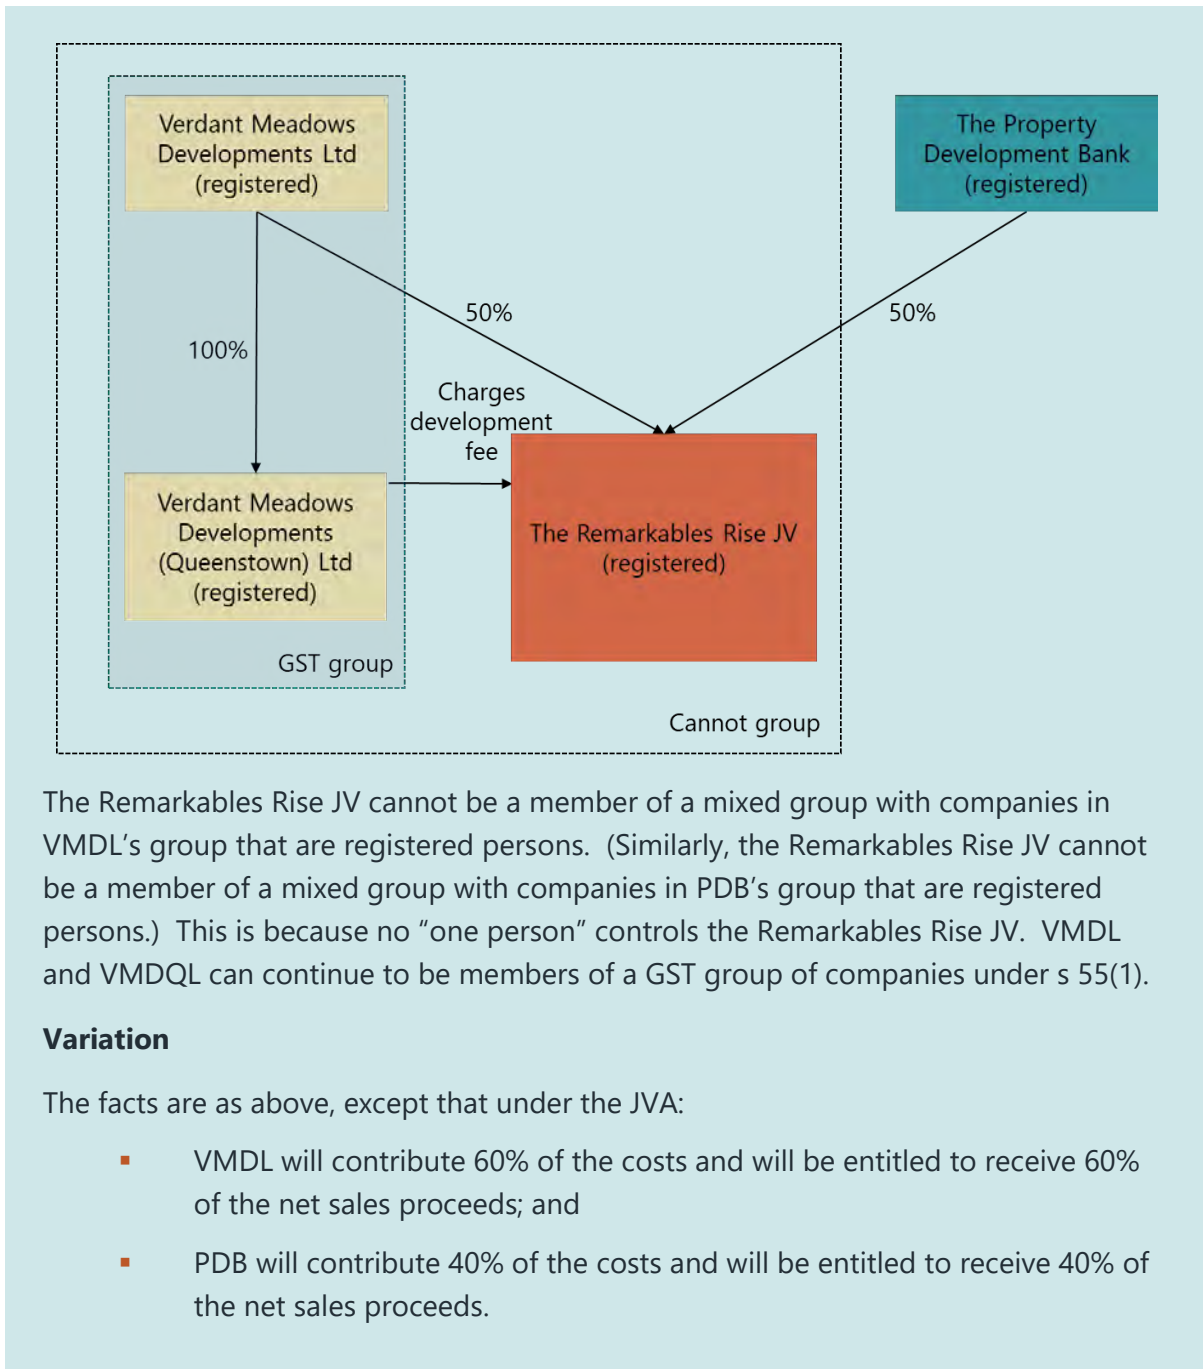 Verdant Meadows
Developments Ltd
(registered)
The Property
Development Bank
(registered)
50%
50%
100%
Charges
development
fee
Verdant Meadows
Developments
(Queenstown) Ltd
(registered)
The Remarkables Rise JV
(registered)
GST group
Cannot group
The Remarkables Rise JV cannot be a member of a mixed group with companies in
VMDL’s group that are registered persons.  (Similarly, the Remarkables Rise JV cannot
be a member of a mixed group with companies in PDB’s group that are registered
persons.)  This is because no “one person” controls the Remarkables Rise JV.  VMDL
and VMDQL can continue to be members of a GST group of companies under s 55(1).
Variation
The facts are as above, except that under the JVA:
▪ VMDL will contribute 60% of the costs and will be entitled to receive 60%
of the net sales proceeds; and
▪ PDB will contribute 40% of the costs and will be entitled to receive 40% of
the net sales proceeds.